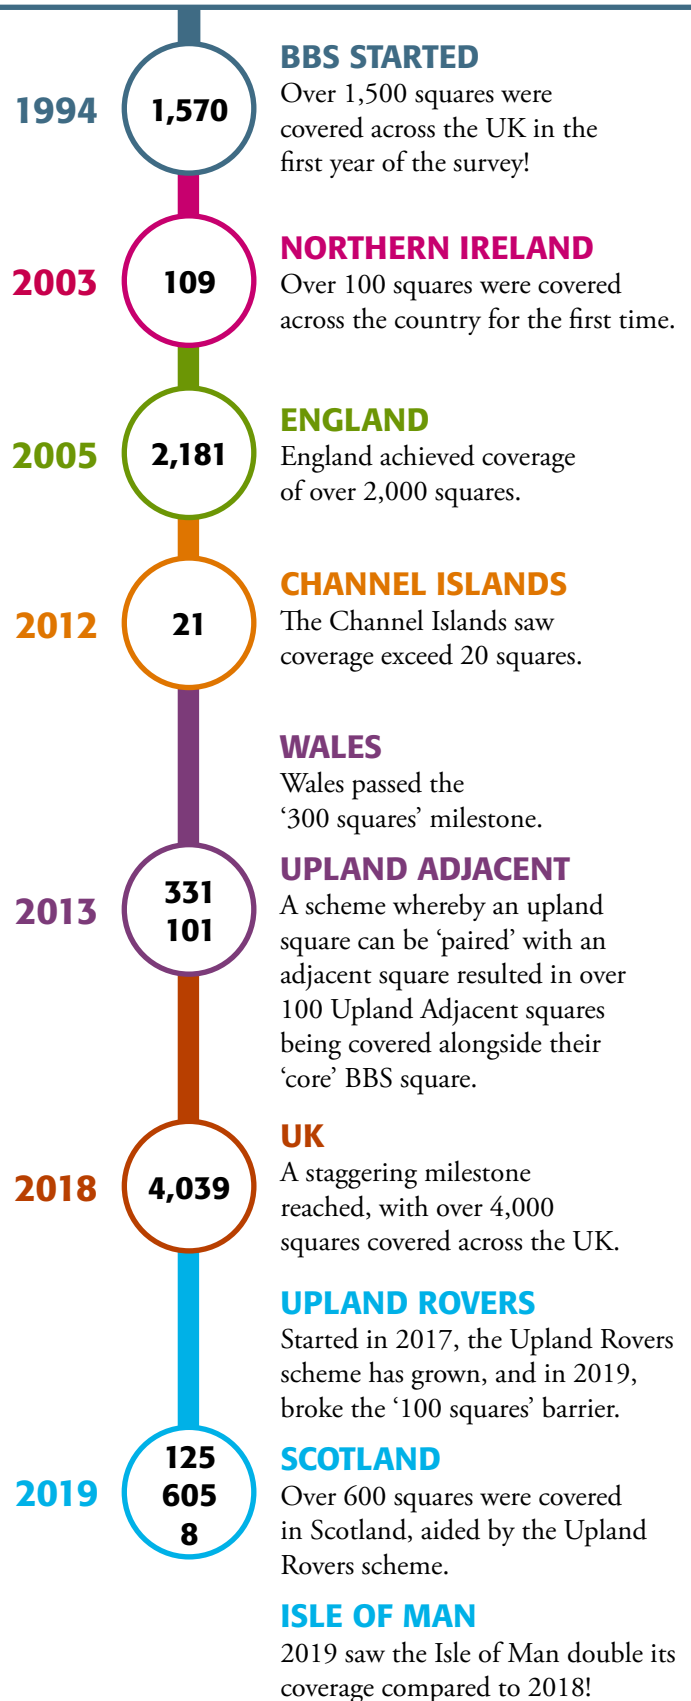 1994
1,570
BBS STARTED
Over 1,500 squares were
covered across the UK in the
first year of the survey!
2003
109
NORTHERN IRELAND
Over 100 squares were covered
across the country for the first time.
2005
2,181
ENGLAND
England achieved coverage
of over 2,000 squares.
2012
21
CHANNEL ISLANDS
The Channel Islands saw
coverage exceed 20 squares.
WALES
Wales passed the
‘300 squares’ milestone.
2013
331
101
UPLAND ADJACENT
A scheme whereby an upland
square can be ‘paired’ with an
adjacent square resulted in over
100 Upland Adjacent squares
being covered alongside their
‘core’ BBS square.
2018
4,039
UK
A staggering milestone
reached, with over 4,000
squares covered across the UK.
UPLAND ROVERS
Started in 2017, the Upland Rovers
scheme has grown, and in 2019,
broke the ‘100 squares’ barrier.
2019
125
605
8
SCOTLAND
Over 600 squares were covered
in Scotland, aided by the Upland
Rovers scheme.
ISLE OF MAN
2019 saw the Isle of Man double its
coverage compared to 2018!